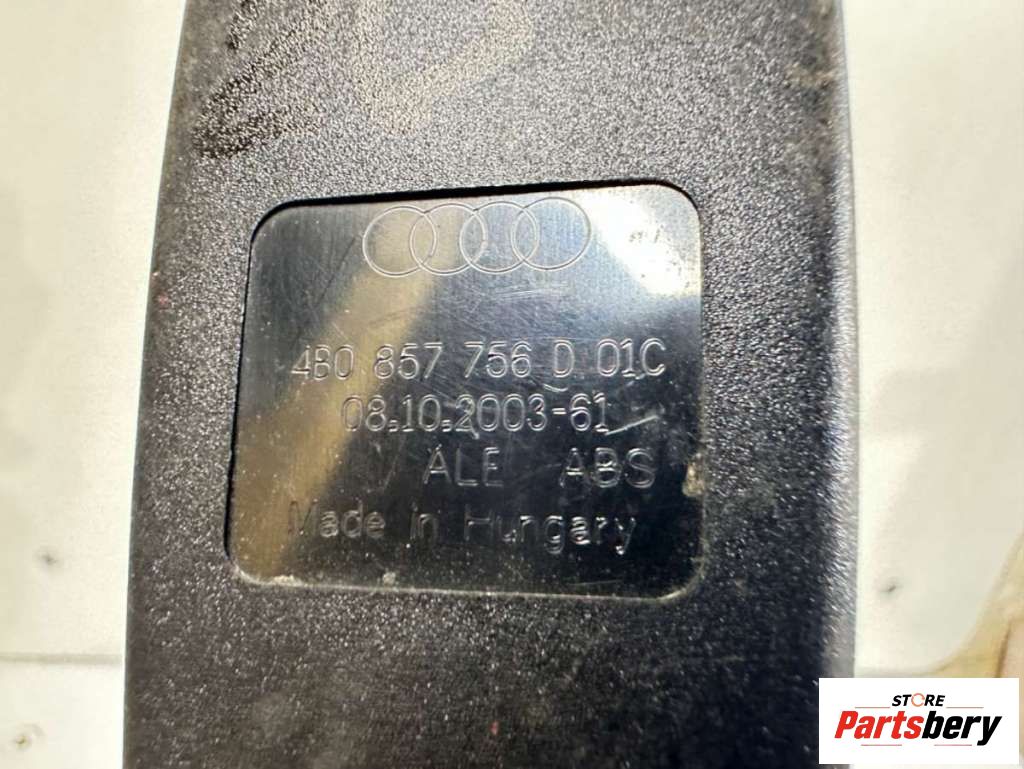 4B0 857 756 D 01C
08.10.2003-61
ALE ABS
Made in Hungary
STORE
Partsbery